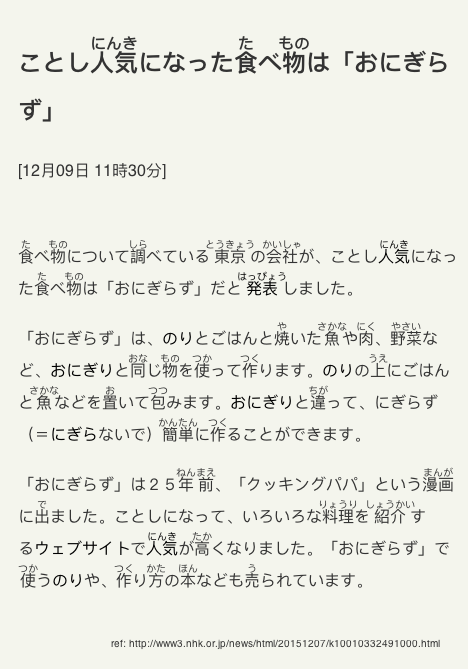 ことし人気になった食べ物は「おにぎら
ず」
[12月09日 11時30分]
食べ物について調べている東京の会社が、ことし人気になっ
た食べ物は「おにぎらず」だと発表しました。
「おにぎらず」は、のりとごはんと焼いた魚や肉、野菜な
ど、おにぎりと同じ物を使って作ります。のりの上にごはん
と魚などを置いて包みます。おにぎりと違って、にぎらず
（＝にぎらないで）簡単に作ることができます。
「おにぎらず」は２５年前、「クッキングパパ」という漫画
に出ました。ことしになって、いろいろな料理を紹介す
るウェブサイトで人気が高くなりました。「おにぎらず」で
使うのりや、作り方の本なども売られています。
ref: http://www3.nhk.or.jp/news/html/20151207/k10010332491000.html